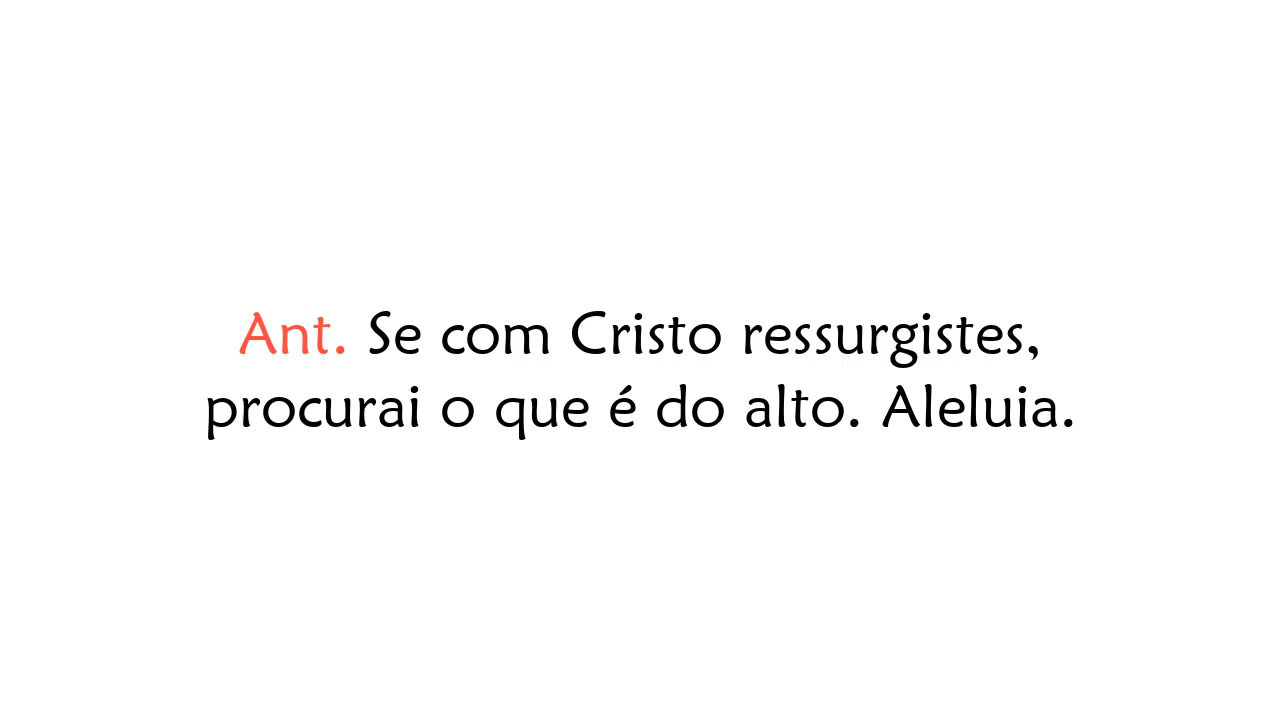 Ant. Se com Cristo ressurgistes,
procurai o que é do alto. Aleluia.